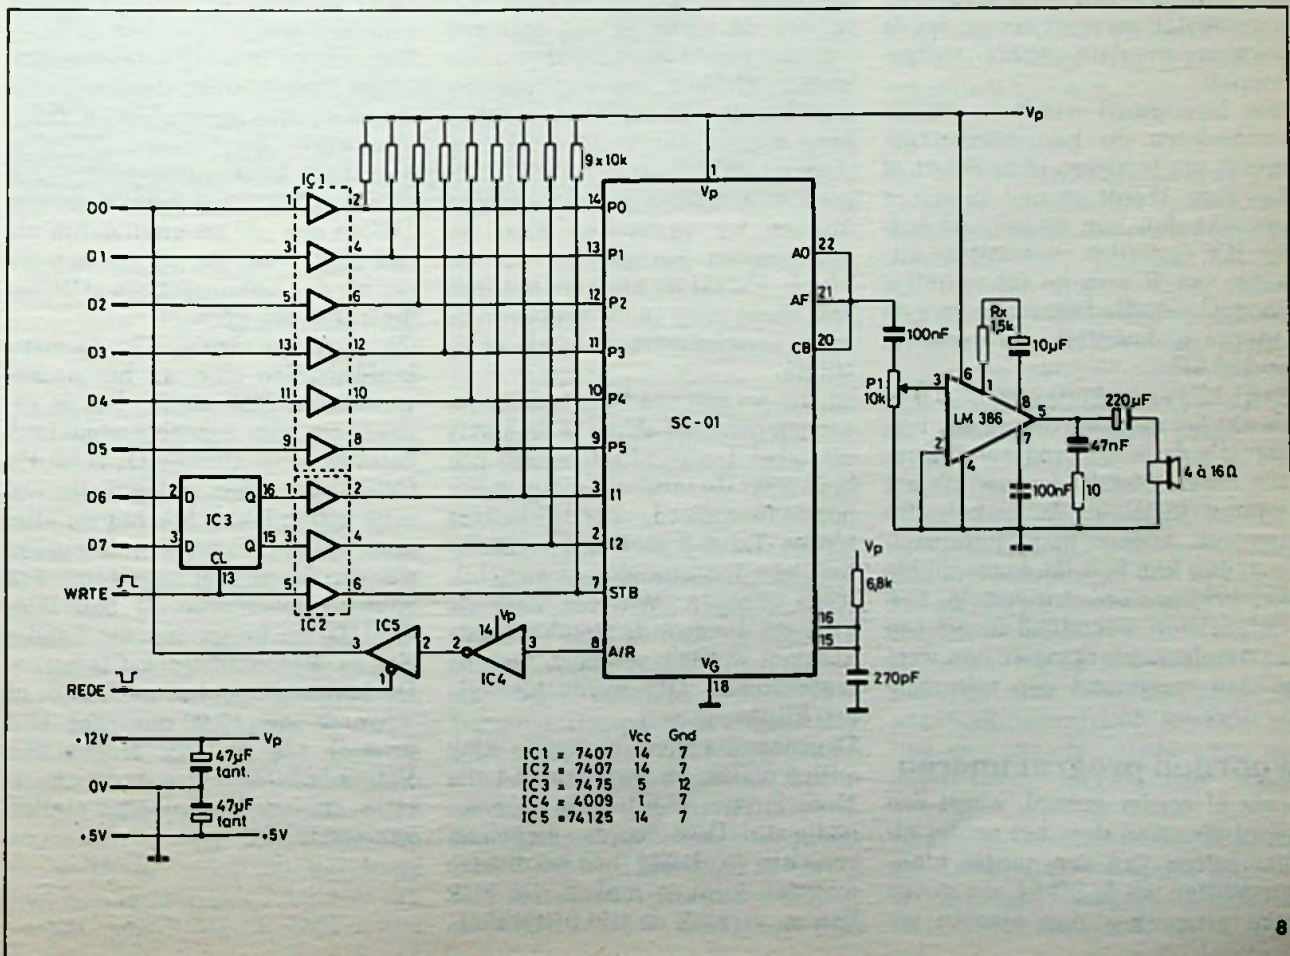 Vp
IC1
9x10k
1
Vp
D0
1
2
14
P0
D1
3
4
13
P1
D2
5
6
12
P2
D3
13
12
11
P3
D4
11
10
10
P4
D5
9
8
9
P5
D6
2
D
Q
16
1
2
3
I1
IC3
D7
3
D
Q
15
3
4
2
I2
CL
13
WRTE
5
6
7
STB
IC2
IC5
Vp
14
3
2
2
3
8
A/R
1
IC4
REDE
SC-01
VG
18
A0
22
AF
21
CB
20
100nF
P1
10k
Rx
1,5k
10µF
3
6
1
8
LM 386
5
2
4
7
220µF
47nF
100nF
10
4 à 16Ω
Vp
6,8k
16
15
270pF
+12V
Vp
47µF
tant.
0V
47µF
tant
+5V
+5V
Vcc Gnd
IC1 = 7407 14 7
IC2 = 7407 14 7
IC3 = 7475 5 12
IC4 = 4009 1 7
IC5 = 74125 14 7
8